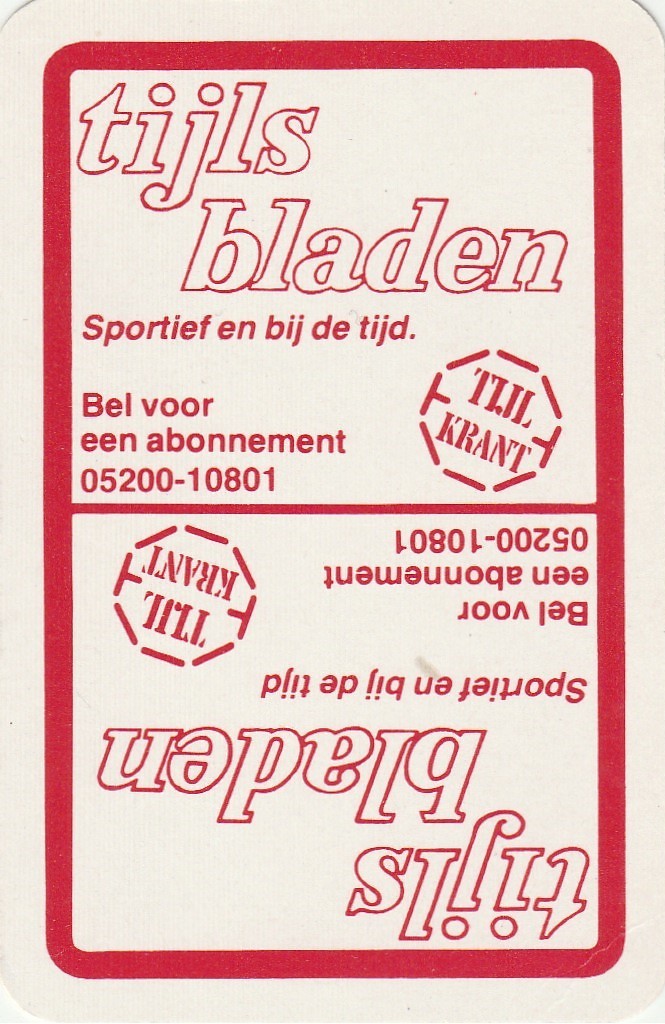 tijls
bladen
Sportief en bij de tijd.
Bel voor
een abonnement
05200-10801
TIJL
KRANT
05200-10801
een abonnement
Bel voor
TIJL
KRANT
Sportief en bij de tijd
bladen
tijls